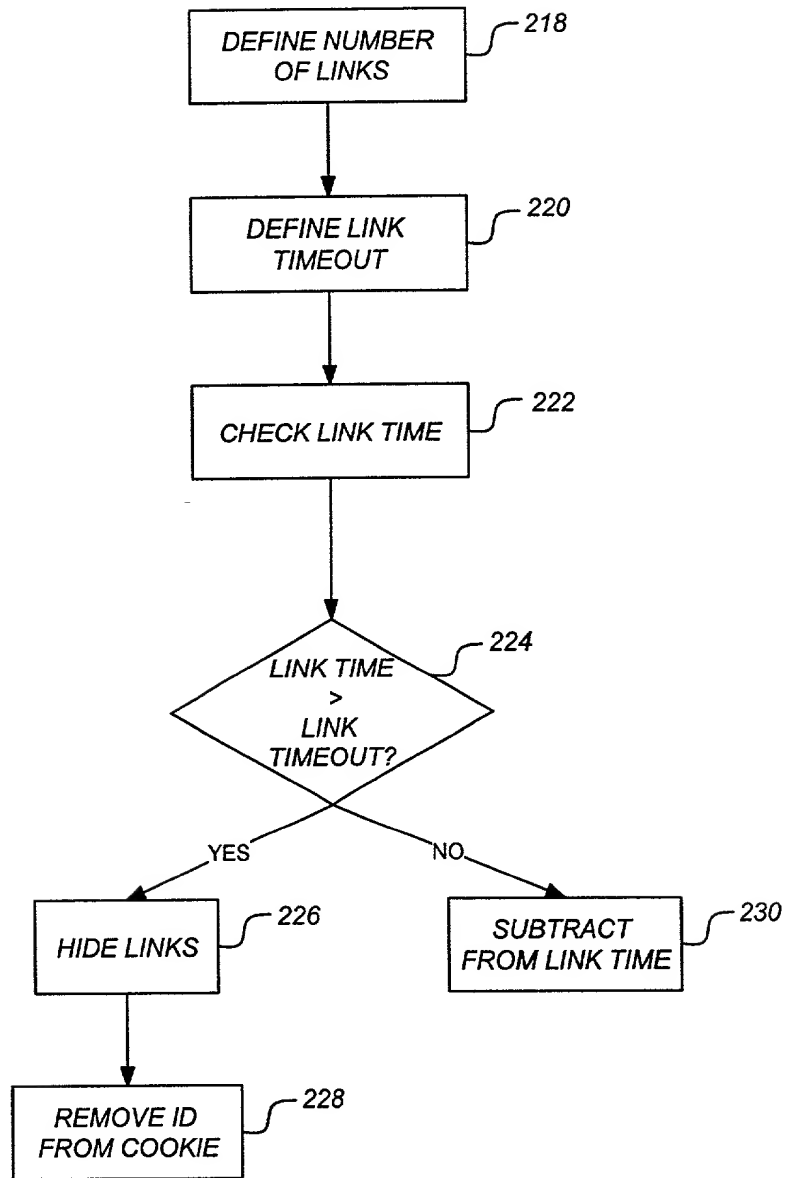 DEFINE NUMBER
OF LINKS
218
DEFINE LINK
TIMEOUT
220
CHECK LINK TIME
222
LINK TIME
>
LINK
TIMEOUT?
224
YES
NO
HIDE LINKS
226
SUBTRACT
FROM LINK TIME
230
REMOVE ID
FROM COOKIE
228